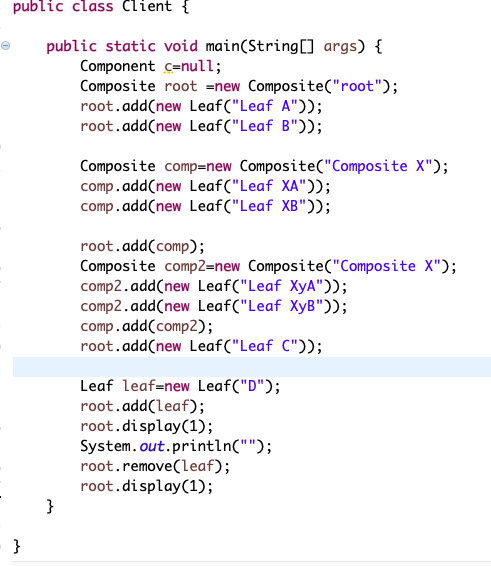 public class Client {
public static void main(String[] args) {
Component c=null;
Composite root =new Composite("root");
root.add(new Leaf("Leaf A"));
root.add(new Leaf("Leaf B"));
Composite comp=new Composite("Composite X");
comp.add(new Leaf("Leaf XA"));
comp.add(new Leaf("Leaf XB"));
root.add(comp);
Composite comp2=new Composite("Composite X");
comp2.add(new Leaf("Leaf XyA"));
comp2.add(new Leaf("Leaf XyB"));
comp.add(comp2);
root.add(new Leaf("Leaf C"));
Leaf leaf=new Leaf("D");
root.add(leaf);
root.display(1);
System.out.println("");
root.remove(leaf);
root.display(1);
}
}